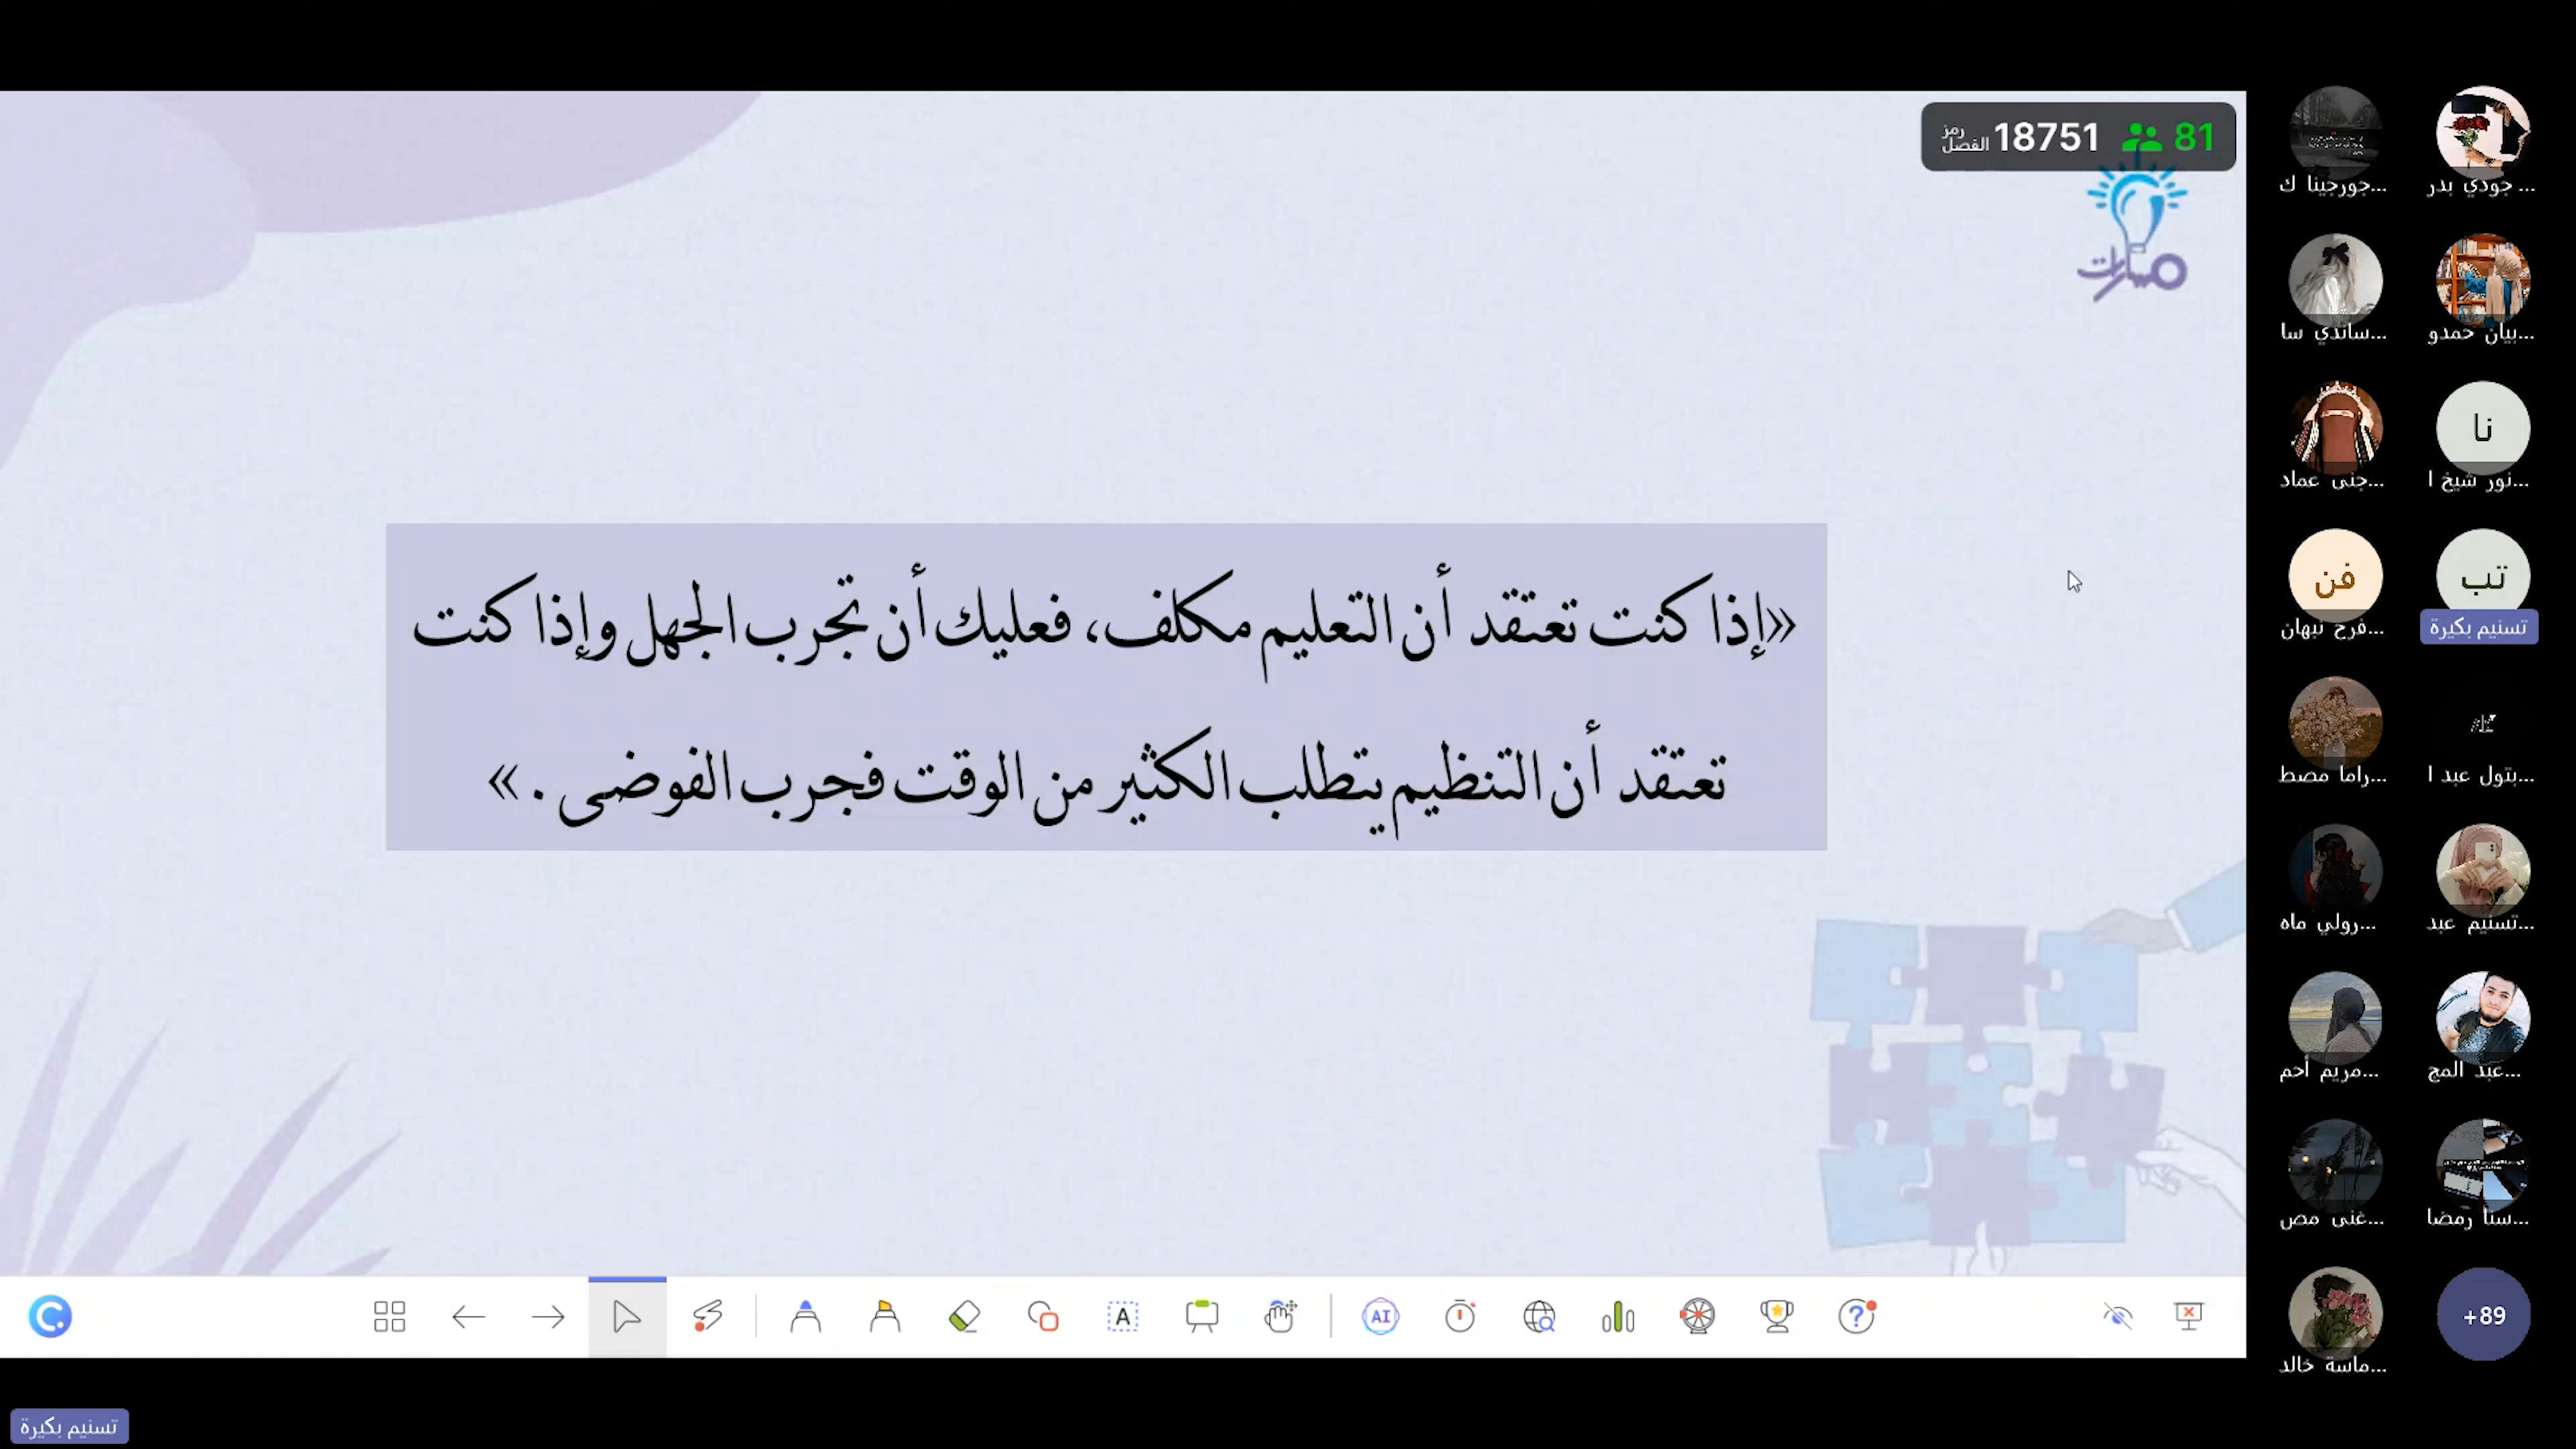 رمز الفصل 18751 81
مسارات
«إذا كنت تعتقد أن التعليم مكلف، فعليك أن تجرب الجهل وإذا كنت
تعتقد أن التنظيم يتطلب الكثير من الوقت فجرب الفوضى .»
جودي بدر ...
جورجينا ك...
بيان حمدو...
ساندي سا...
نا
نور شيخ ا...
جنى عماد...
تب
تسنيم بكيرة
فن
فرح نبهان...
بتول عبد ا...
راما مصط...
تسنيم عبد...
رولي ماه...
عبد المج...
مريم أحم...
سنا رمضا...
غنى مص...
+89
ماسة خالد...
A
AI
?
تسنيم بكيرة